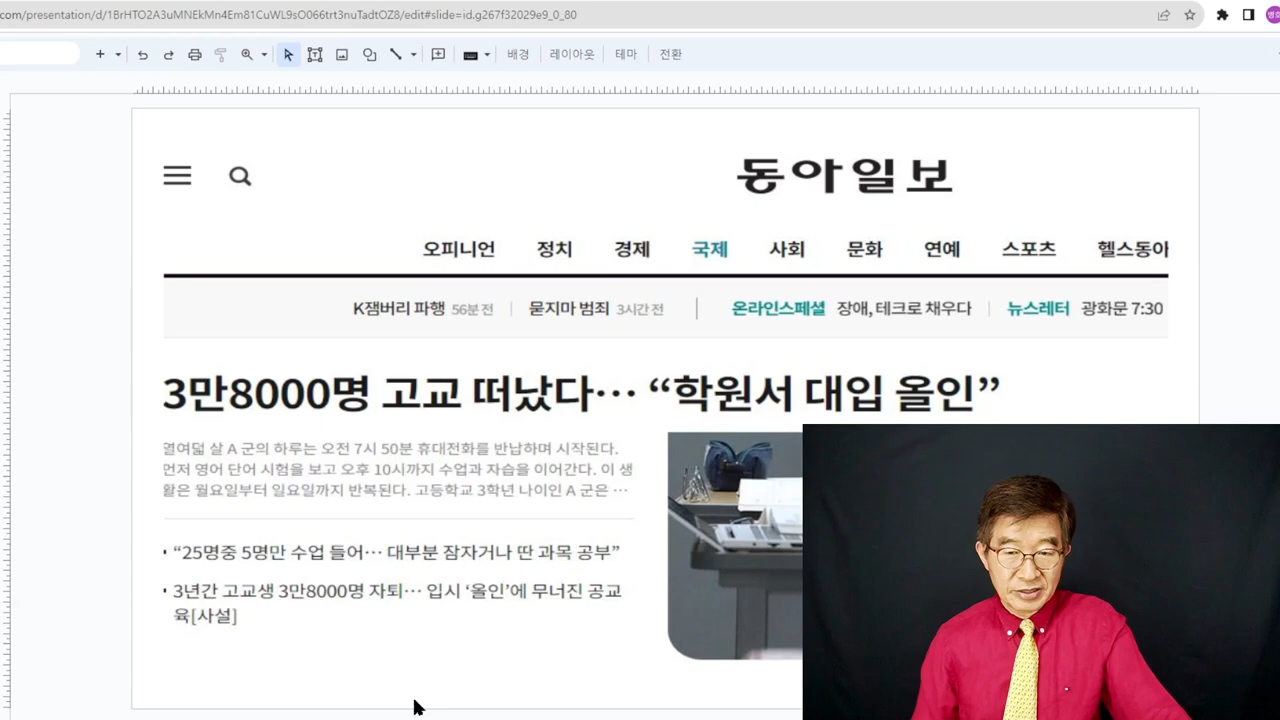 com/presentation/d/1BrHTO2A3uMNEkMn4Em81CuWL9sO066trt3nuTadtOZ8/edit#slide=id.g267f32029e9_0_80
배경 레이아웃 테마 전환
동아일보
오피니언 정치 경제 국제 사회 문화 연예 스포츠 헬스동아
K잼버리 파행 56분 전 묻지마 범죄 3시간 전 온라인스페셜 장애, 테크로 채우다 뉴스레터 광화문 7:30
3만8000명 고교 떠났다… “학원서 대입 올인”
열여덟 살 A 군의 하루는 오전 7시 50분 휴대전화를 반납하며 시작된다.
먼저 영어 단어 시험을 보고 오후 10시까지 수업과 자습을 이어간다. 이 생
활은 월요일부터 일요일까지 반복된다. 고등학교 3학년 나이인 A 군은 …
· “25명중 5명만 수업 들어… 대부분 잠자거나 딴 과목 공부”
· 3년간 고교생 3만8000명 자퇴… 입시 ‘올인’에 무너진 공교
육[사설]